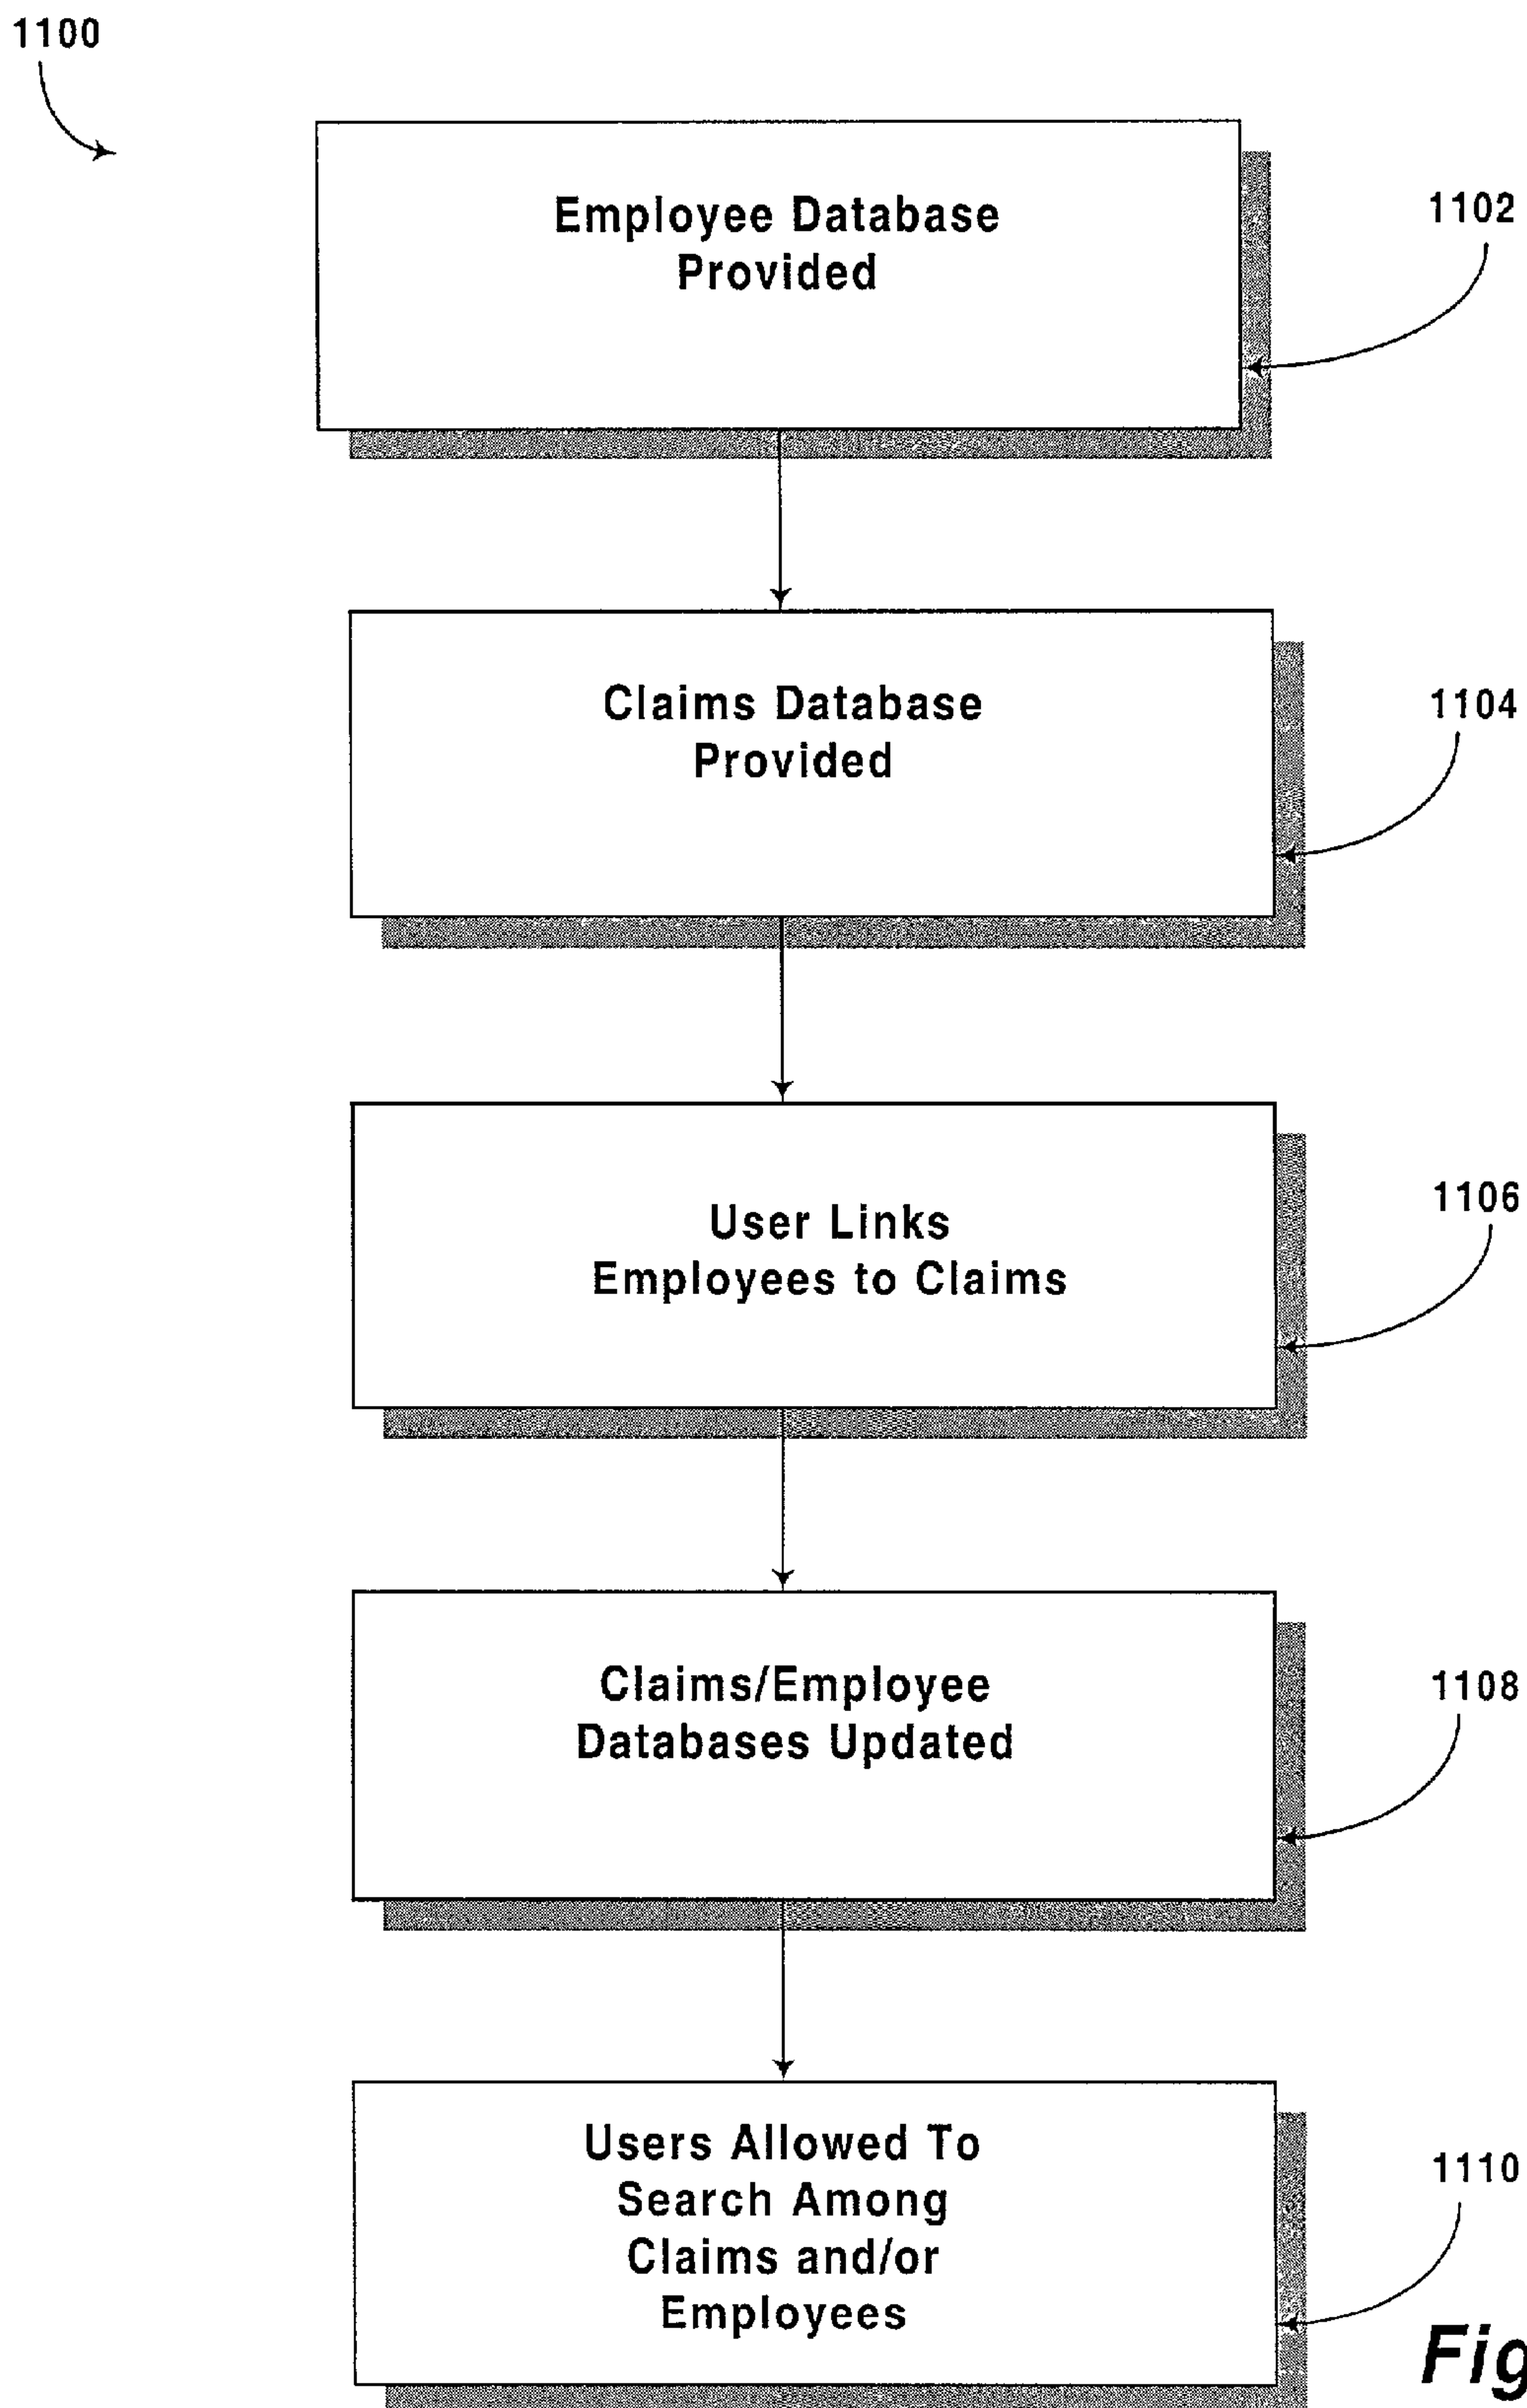 1100
Employee Database
Provided
1102
Claims Database
Provided
1104
User Links
Employees to Claims
1106
Claims/Employee
Databases Updated
1108
Users Allowed To
Search Among
Claims and/or
Employees
1110
Fig